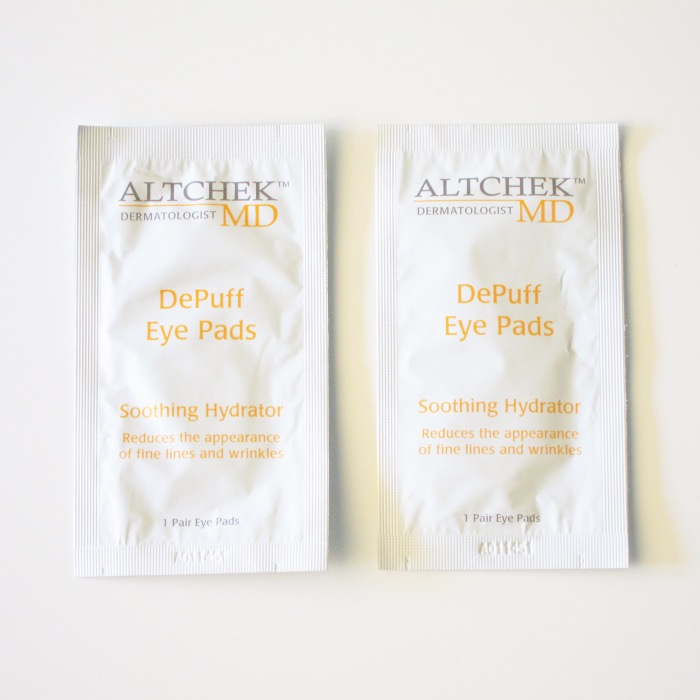 ALTCHEK™
DERMATOLOGIST MD
DePuff
Eye Pads
Soothing Hydrator
Reduces the appearance
of fine lines and wrinkles
1 Pair Eye Pads
ALTCHEK™
DERMATOLOGIST MD
DePuff
Eye Pads
Soothing Hydrator
Reduces the appearance
of fine lines and wrinkles
1 Pair Eye Pads